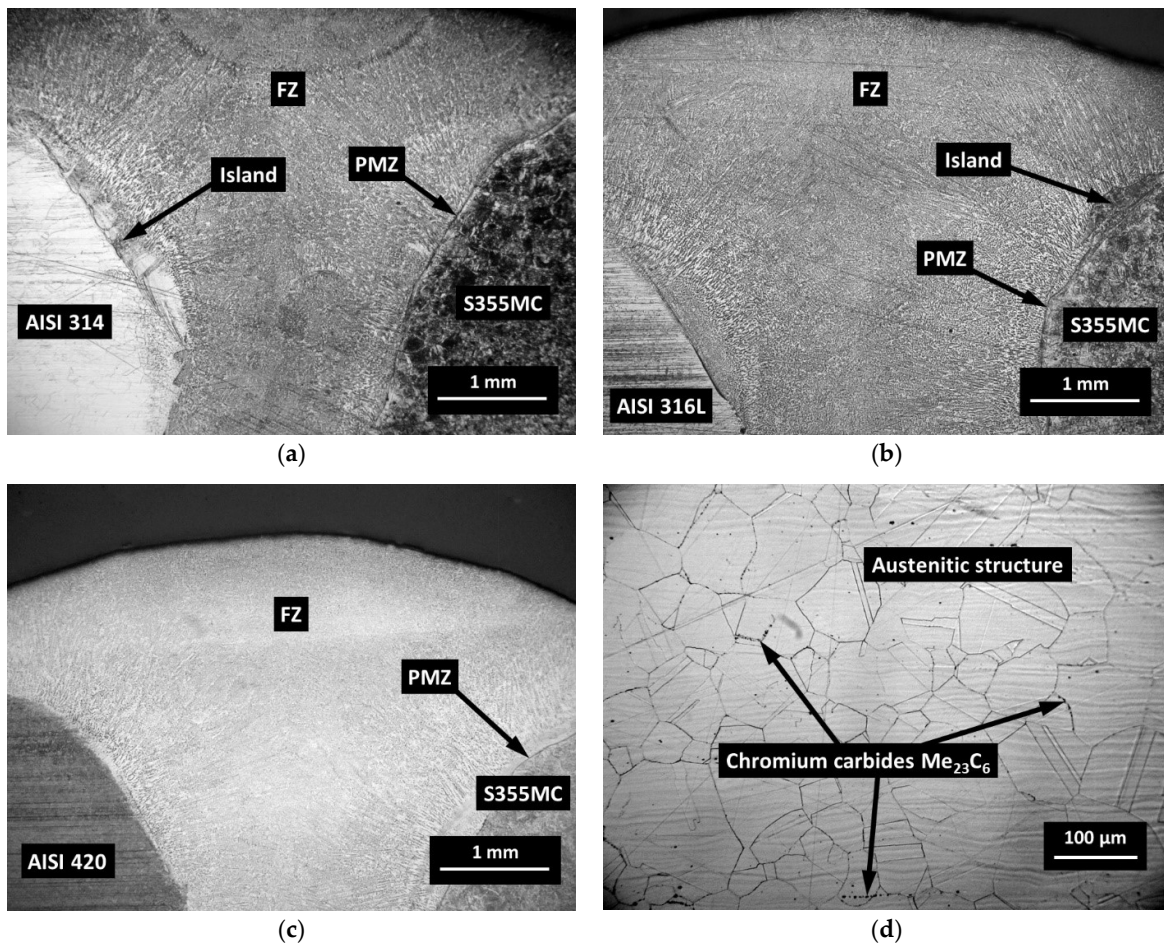 FZ
PMZ
Island
S355MC
AISI 314
1 mm
(a)
FZ
Island
PMZ
S355MC
AISI 316L
1 mm
(b)
FZ
PMZ
S355MC
AISI 420
1 mm
(c)
Austenitic structure
Chromium carbides Me₂₃C₆
100 µm
(d)